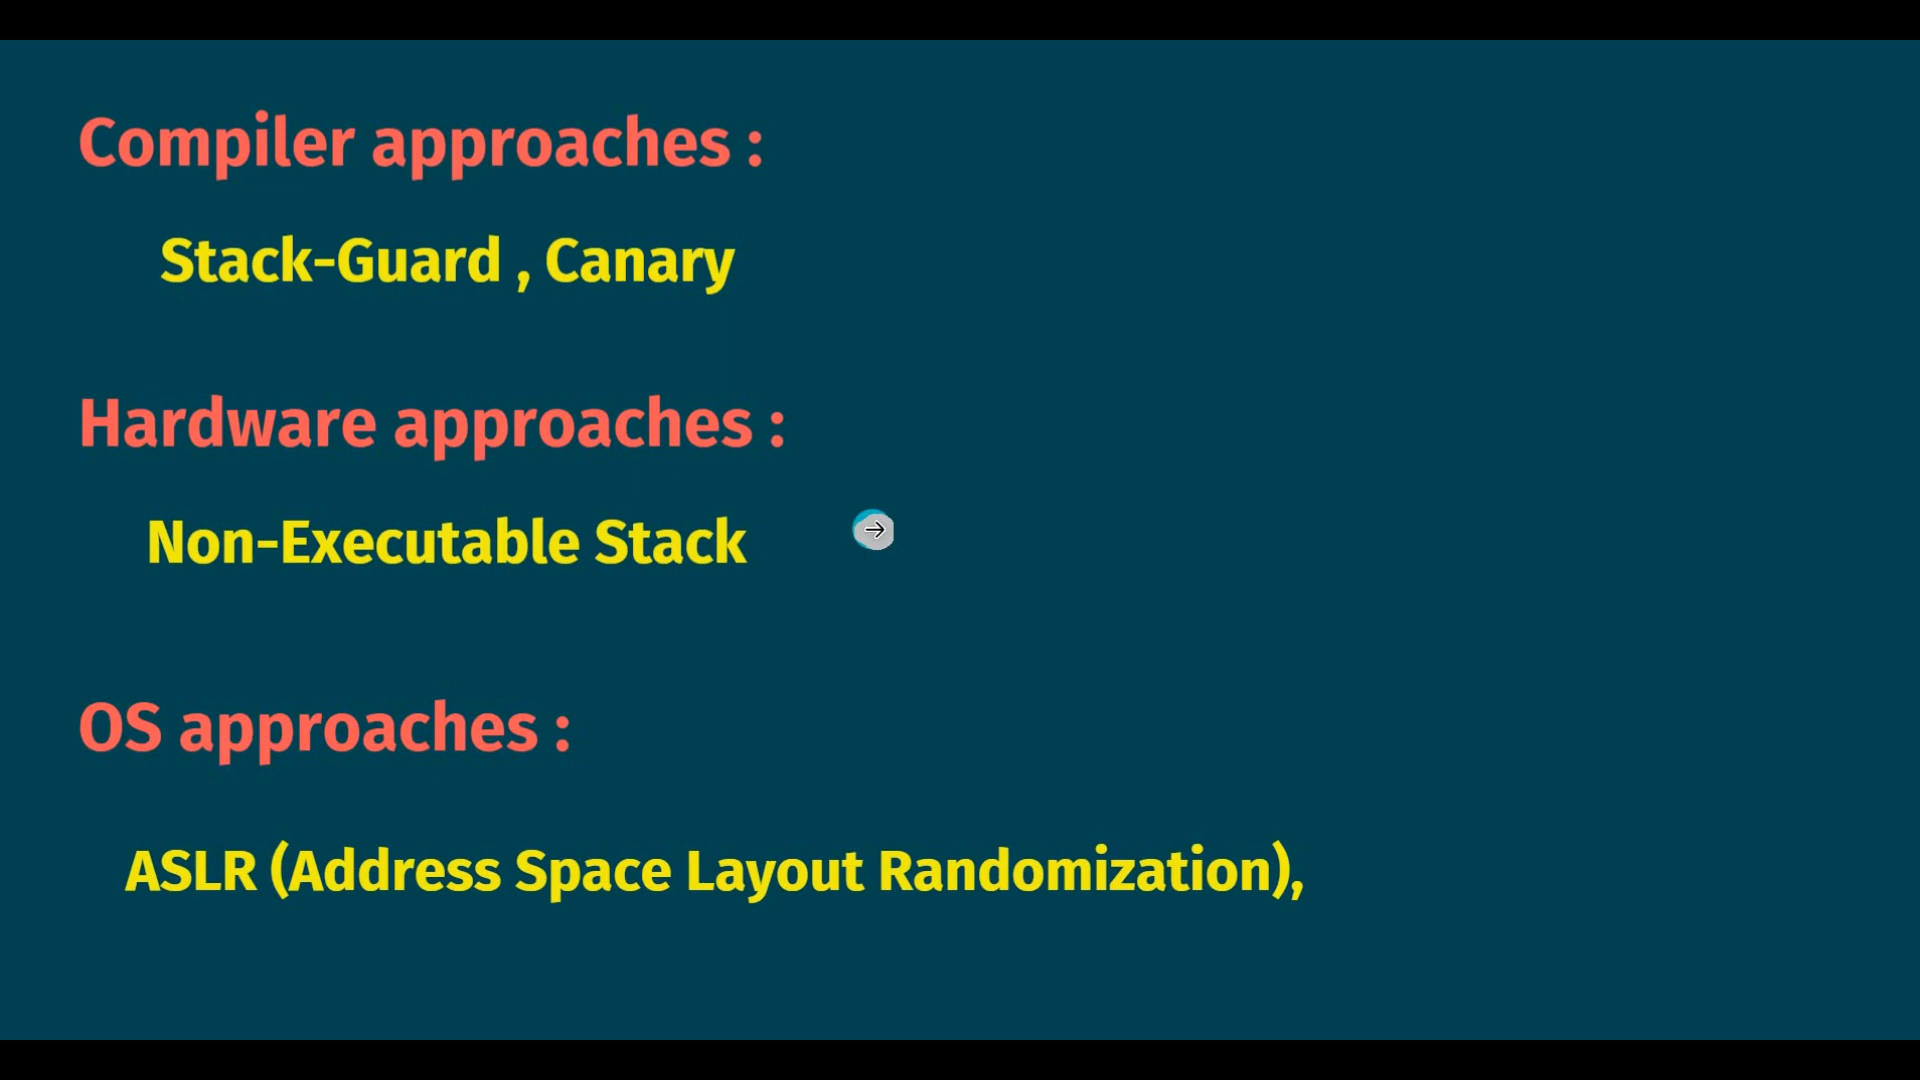 Compiler approaches :
Stack-Guard , Canary
Hardware approaches :
Non-Executable Stack
OS approaches :
ASLR (Address Space Layout Randomization),